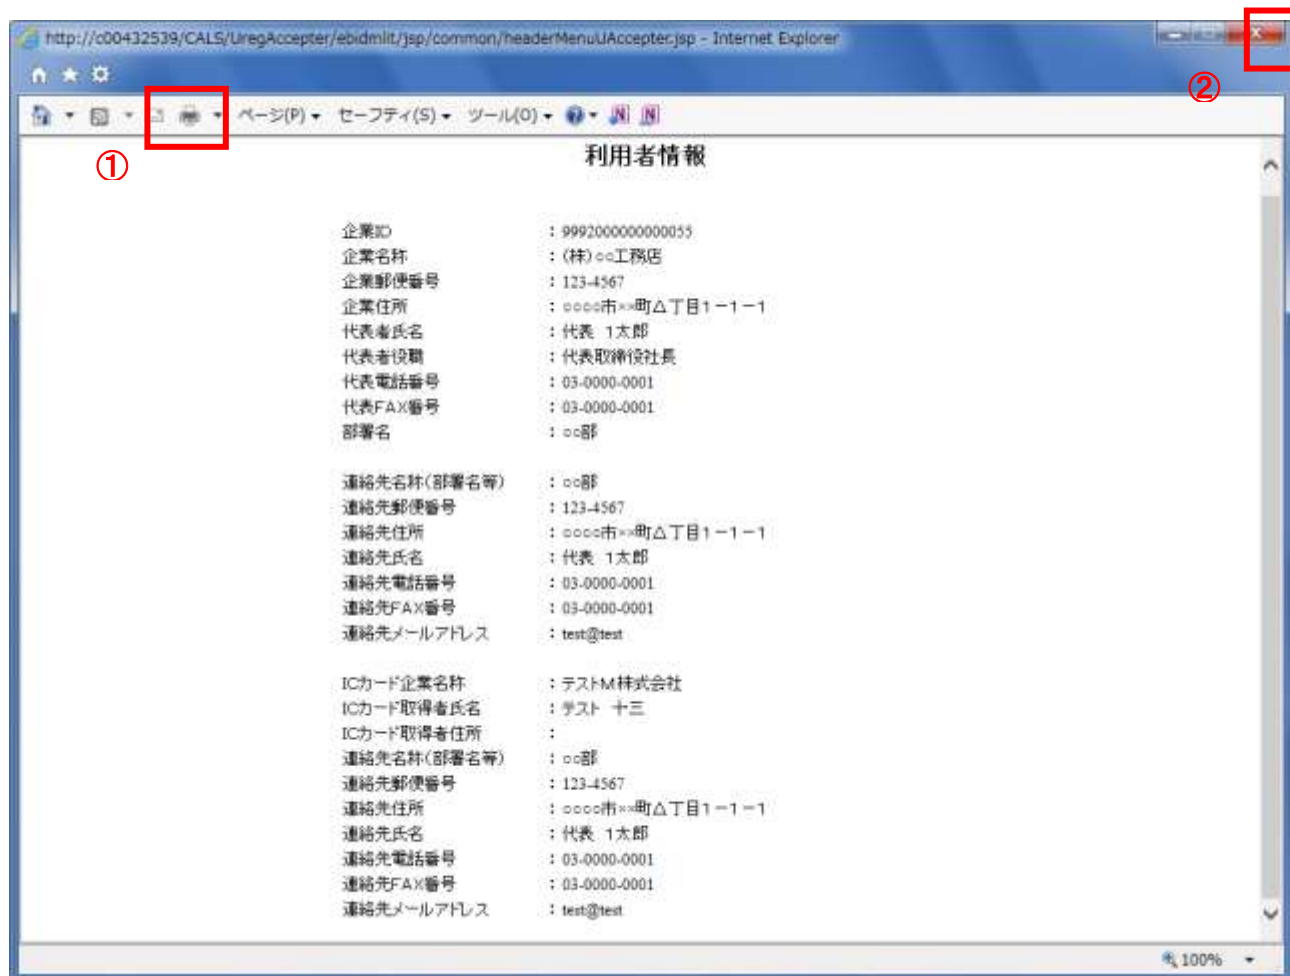 http://c00432539/CALS/UregAccepter/ebidmlit/jsp/common/headerMenuUAccepter.jsp - Internet Explorer
②
ページ(P) セーフティ(S) ツール(O)
①
利用者情報
企業ID : 9992000000000055
企業名称 : (株)○○工務店
企業郵便番号 : 123-4567
企業住所 : ○○○○市××町△丁目1-1-1
代表者氏名 : 代表 1太郎
代表者役職 : 代表取締役社長
代表電話番号 : 03-0000-0001
代表FAX番号 : 03-0000-0001
部署名 : ○○部
連絡先名称(部署名等) : ○○部
連絡先郵便番号 : 123-4567
連絡先住所 : ○○○○市××町△丁目1-1-1
連絡先氏名 : 代表 1太郎
連絡先電話番号 : 03-0000-0001
連絡先FAX番号 : 03-0000-0001
連絡先メールアドレス : test@test
ICカード企業名称 : テストM株式会社
ICカード取得者氏名 : テスト 十三
ICカード取得者住所 :
連絡先名称(部署名等) : ○○部
連絡先郵便番号 : 123-4567
連絡先住所 : ○○○○市××町△丁目1-1-1
連絡先氏名 : 代表 1太郎
連絡先電話番号 : 03-0000-0001
連絡先FAX番号 : 03-0000-0001
連絡先メールアドレス : test@test
100%